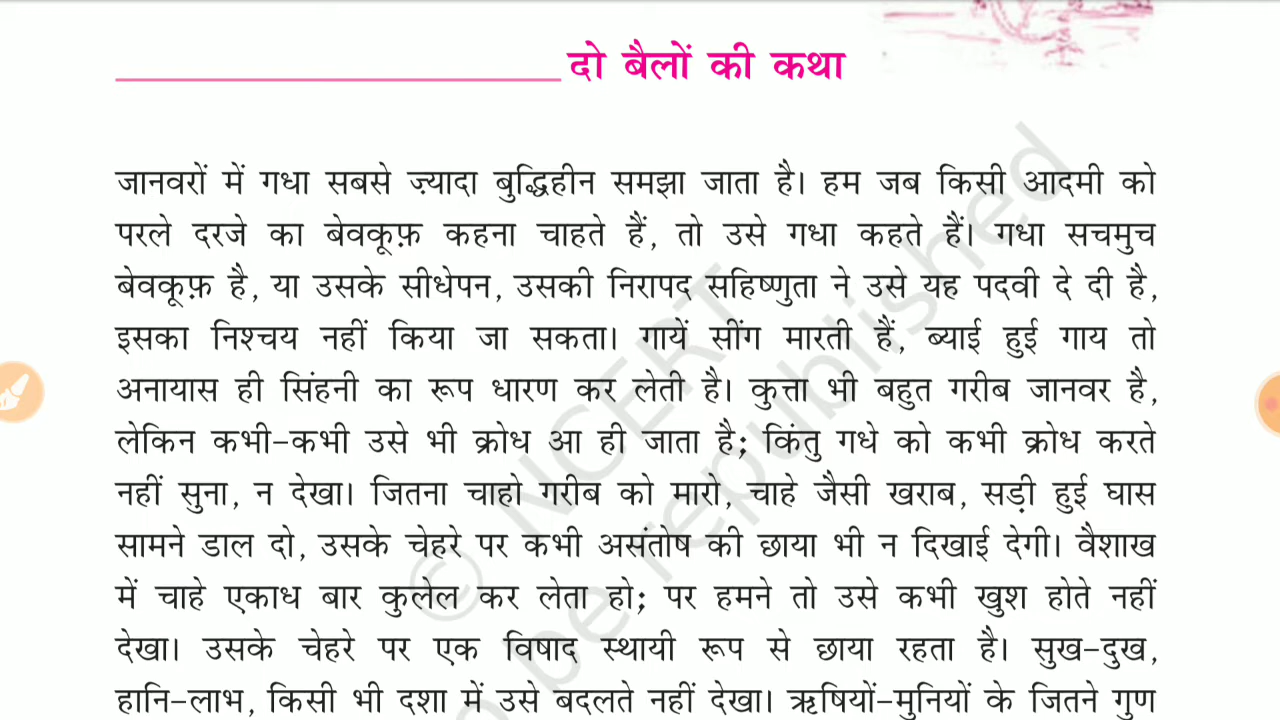 दो बैलों की कथा
जानवरों में गधा सबसे ज़्यादा बुद्धिहीन समझा जाता है। हम जब किसी आदमी को
परले दरजे का बेवकूफ़ कहना चाहते हैं, तो उसे गधा कहते हैं। गधा सचमुच
बेवकूफ़ है, या उसके सीधेपन, उसकी निरापद सहिष्णुता ने उसे यह पदवी दे दी है,
इसका निश्चय नहीं किया जा सकता। गायें सींग मारती हैं, ब्याई हुई गाय तो
अनायास ही सिंहनी का रूप धारण कर लेती है। कुत्ता भी बहुत गरीब जानवर है,
लेकिन कभी-कभी उसे भी क्रोध आ ही जाता है; किंतु गधे को कभी क्रोध करते
नहीं सुना, न देखा। जितना चाहो गरीब को मारो, चाहे जैसी खराब, सड़ी हुई घास
सामने डाल दो, उसके चेहरे पर कभी असंतोष की छाया भी न दिखाई देगी। वैशाख
में चाहे एकाध बार कुलेल कर लेता हो; पर हमने तो उसे कभी खुश होते नहीं
देखा। उसके चेहरे पर एक विषाद स्थायी रूप से छाया रहता है। सुख-दुख,
हानि-लाभ, किसी भी दशा में उसे बदलते नहीं देखा। ऋषियों-मुनियों के जितने गुण
© NCERT
be republished